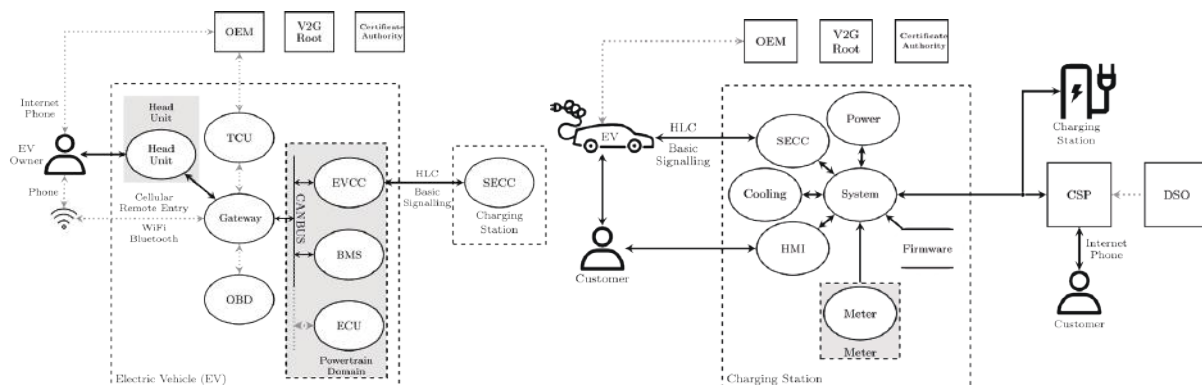 OEM
V2G
Root
Certificate
Authority
Internet
Phone
EV
Owner
Phone
Head
Unit
Head
Unit
TCU
Cellular
Remote Entry
WiFi
Bluetooth
Gateway
OBD
CANBUS
EVCC
BMS
ECU
Powertrain
Domain
Electric Vehicle (EV)
HLC
Basic
Signalling
SECC
Charging
Station
OEM
V2G
Root
Certificate
Authority
EV
HLC
Basic
Signalling
Customer
SECC
Power
Cooling
System
HMI
Firmware
Meter
Meter
Charging Station
Charging
Station
CSP
DSO
Internet
Phone
Customer